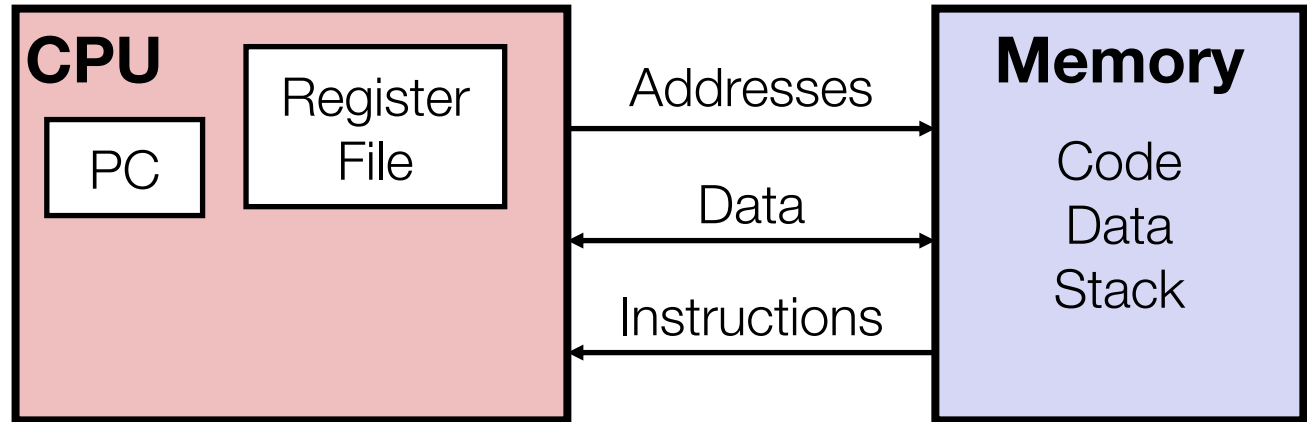 CPU
Register
File
PC
Addresses
Data
Instructions
Memory
Code
Data
Stack